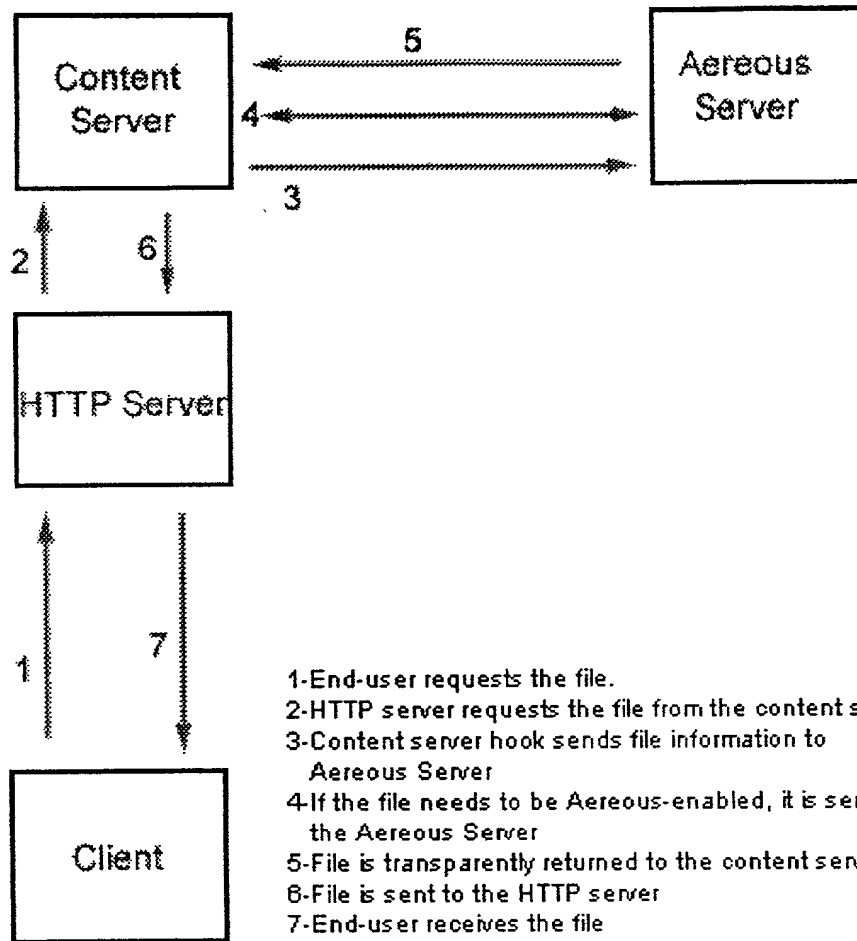 5
Content
Server
Aereous
Server
4
3
2
6
HTTP Server
1
7
Client
1-End-user requests the file.
2-HTTP server requests the file from the content s
3-Content server hook sends file information to
Aereous Server
4-If the file needs to be Aereous-enabled, it is ser
the Aereous Server
5-File is transparently returned to the content serv
6-File is sent to the HTTP server
7-End-user receives the file